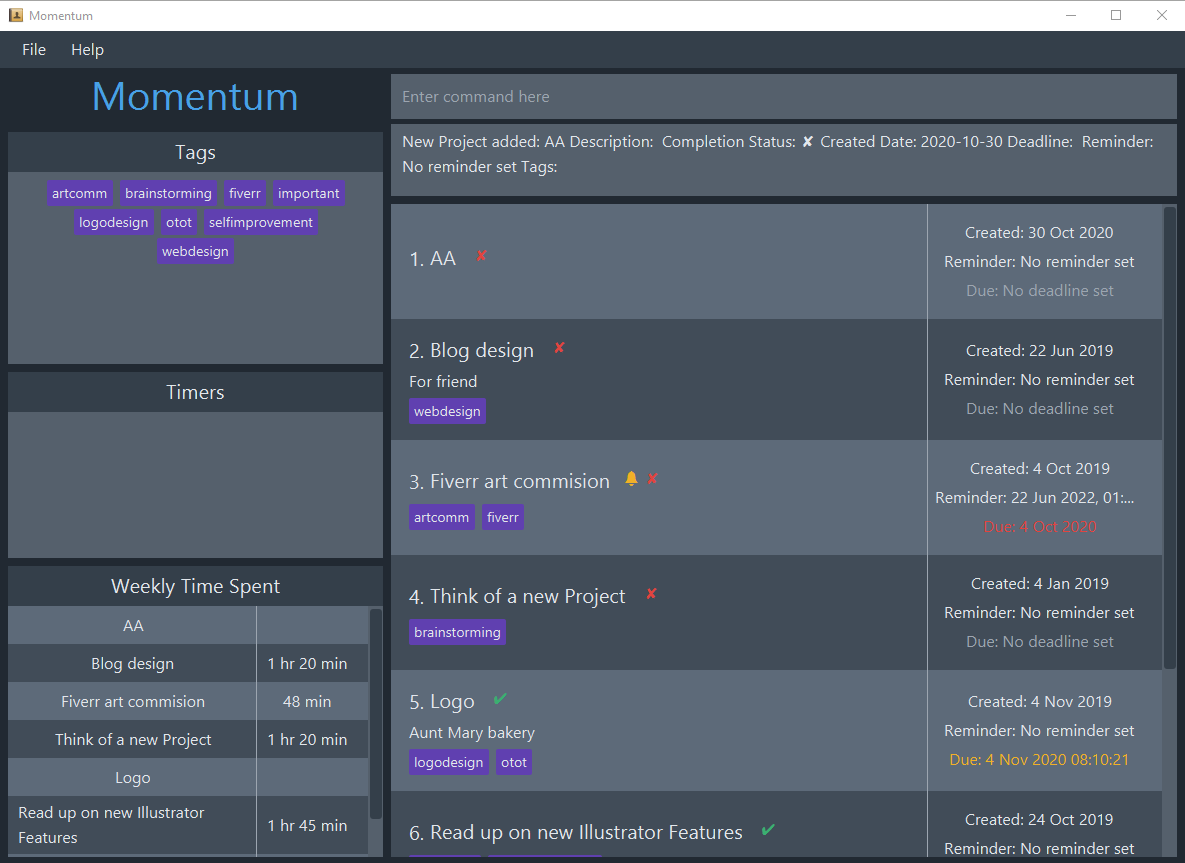 Momentum
File Help
Momentum
Tags
artcomm brainstorming fiverr important
logodesign otot selfimprovement
webdesign
Timers
Weekly Time Spent
AA
Blog design 1 hr 20 min
Fiverr art commision 48 min
Think of a new Project 1 hr 20 min
Logo
Read up on new Illustrator
Features 1 hr 45 min
Enter command here
New Project added: AA Description:  Completion Status: ✘ Created Date: 2020-10-30 Deadline:  Reminder:
No reminder set Tags:
1. AA ✘
Created: 30 Oct 2020
Reminder: No reminder set
Due: No deadline set
2. Blog design ✘
For friend
webdesign
Created: 22 Jun 2019
Reminder: No reminder set
Due: No deadline set
3. Fiverr art commision 🔔 ✘
artcomm fiverr
Created: 4 Oct 2019
Reminder: 22 Jun 2022, 01:...
Due: 4 Oct 2020
4. Think of a new Project ✘
brainstorming
Created: 4 Jan 2019
Reminder: No reminder set
Due: No deadline set
5. Logo ✔
Aunt Mary bakery
logodesign otot
Created: 4 Nov 2019
Reminder: No reminder set
Due: 4 Nov 2020 08:10:21
6. Read up on new Illustrator Features ✔
Created: 24 Oct 2019
Reminder: No reminder set